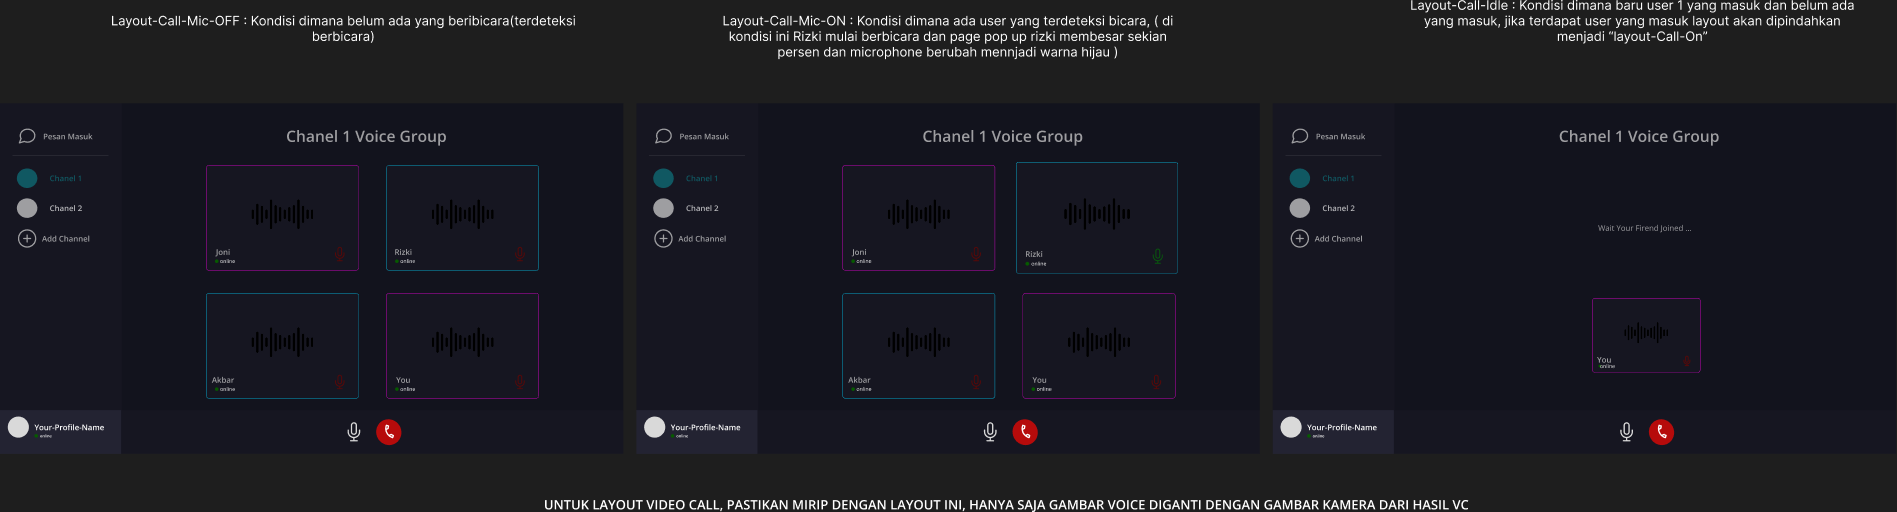 Layout-Call-Mic-OFF : Kondisi dimana belum ada yang beribicara(terdeteksi
berbicara)
Layout-Call-Mic-ON : Kondisi dimana ada user yang terdeteksi bicara, ( di
kondisi ini Rizki mulai berbicara dan page pop up rizki membesar sekian
persen dan microphone berubah mennjadi warna hijau )
Layout-Call-Idle : Kondisi dimana baru user 1 yang masuk dan belum ada
yang masuk, jika terdapat user yang masuk layout akan dipindahkan
menjadi “layout-Call-On”
Pesan Masuk
Chanel 1
Chanel 2
Add Channel
Your-Profile-Name
online
Chanel 1 Voice Group
Joni
online
Rizki
online
Akbar
online
You
online
Pesan Masuk
Chanel 1
Chanel 2
Add Channel
Your-Profile-Name
online
Chanel 1 Voice Group
Joni
online
Rizki
online
Akbar
online
You
online
Pesan Masuk
Chanel 1
Chanel 2
Add Channel
Your-Profile-Name
online
Chanel 1 Voice Group
Wait Your Firend Joined ...
You
online
UNTUK LAYOUT VIDEO CALL, PASTIKAN MIRIP DENGAN LAYOUT INI, HANYA SAJA GAMBAR VOICE DIGANTI DENGAN GAMBAR KAMERA DARI HASIL VC